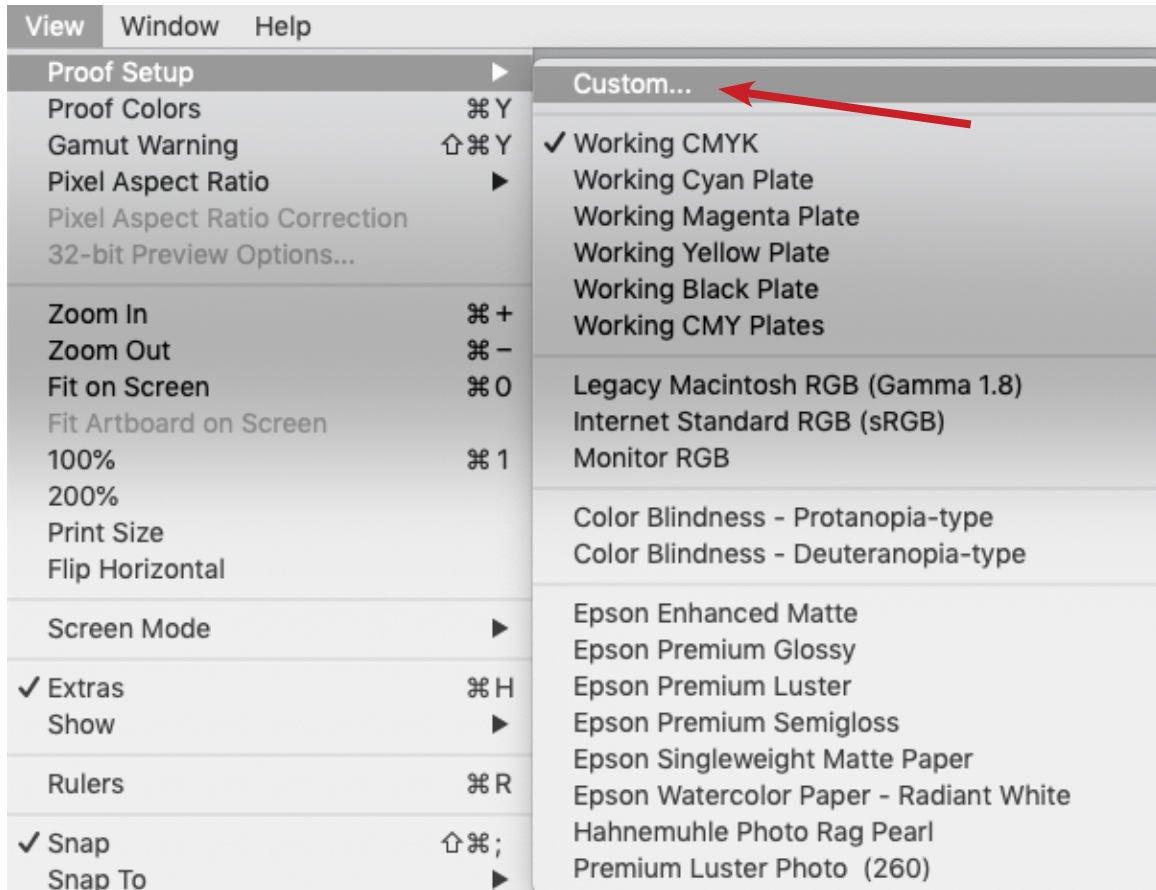 View Window Help
Proof Setup ▶
Proof Colors ⌘Y
Gamut Warning ⇧⌘Y
Pixel Aspect Ratio ▶
Pixel Aspect Ratio Correction
32-bit Preview Options...
Zoom In ⌘+
Zoom Out ⌘−
Fit on Screen ⌘0
Fit Artboard on Screen
100% ⌘1
200%
Print Size
Flip Horizontal
Screen Mode ▶
✓ Extras ⌘H
Show ▶
Rulers ⌘R
✓ Snap ⇧⌘;
Snap To ▶
Custom...
✓ Working CMYK
Working Cyan Plate
Working Magenta Plate
Working Yellow Plate
Working Black Plate
Working CMY Plates
Legacy Macintosh RGB (Gamma 1.8)
Internet Standard RGB (sRGB)
Monitor RGB
Color Blindness - Protanopia-type
Color Blindness - Deuteranopia-type
Epson Enhanced Matte
Epson Premium Glossy
Epson Premium Luster
Epson Premium Semigloss
Epson Singleweight Matte Paper
Epson Watercolor Paper - Radiant White
Hahnemuhle Photo Rag Pearl
Premium Luster Photo (260)